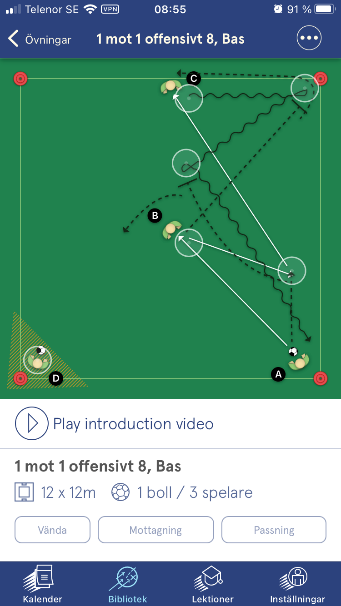 Telenor SE VPN 08:55 91 %
Övningar 1 mot 1 offensivt 8, Bas
C
B
A
D
Play introduction video
1 mot 1 offensivt 8, Bas
12 x 12m 1 boll / 3 spelare
Vända Mottagning Passning
Kalender Bibliotek Lektioner Inställningar